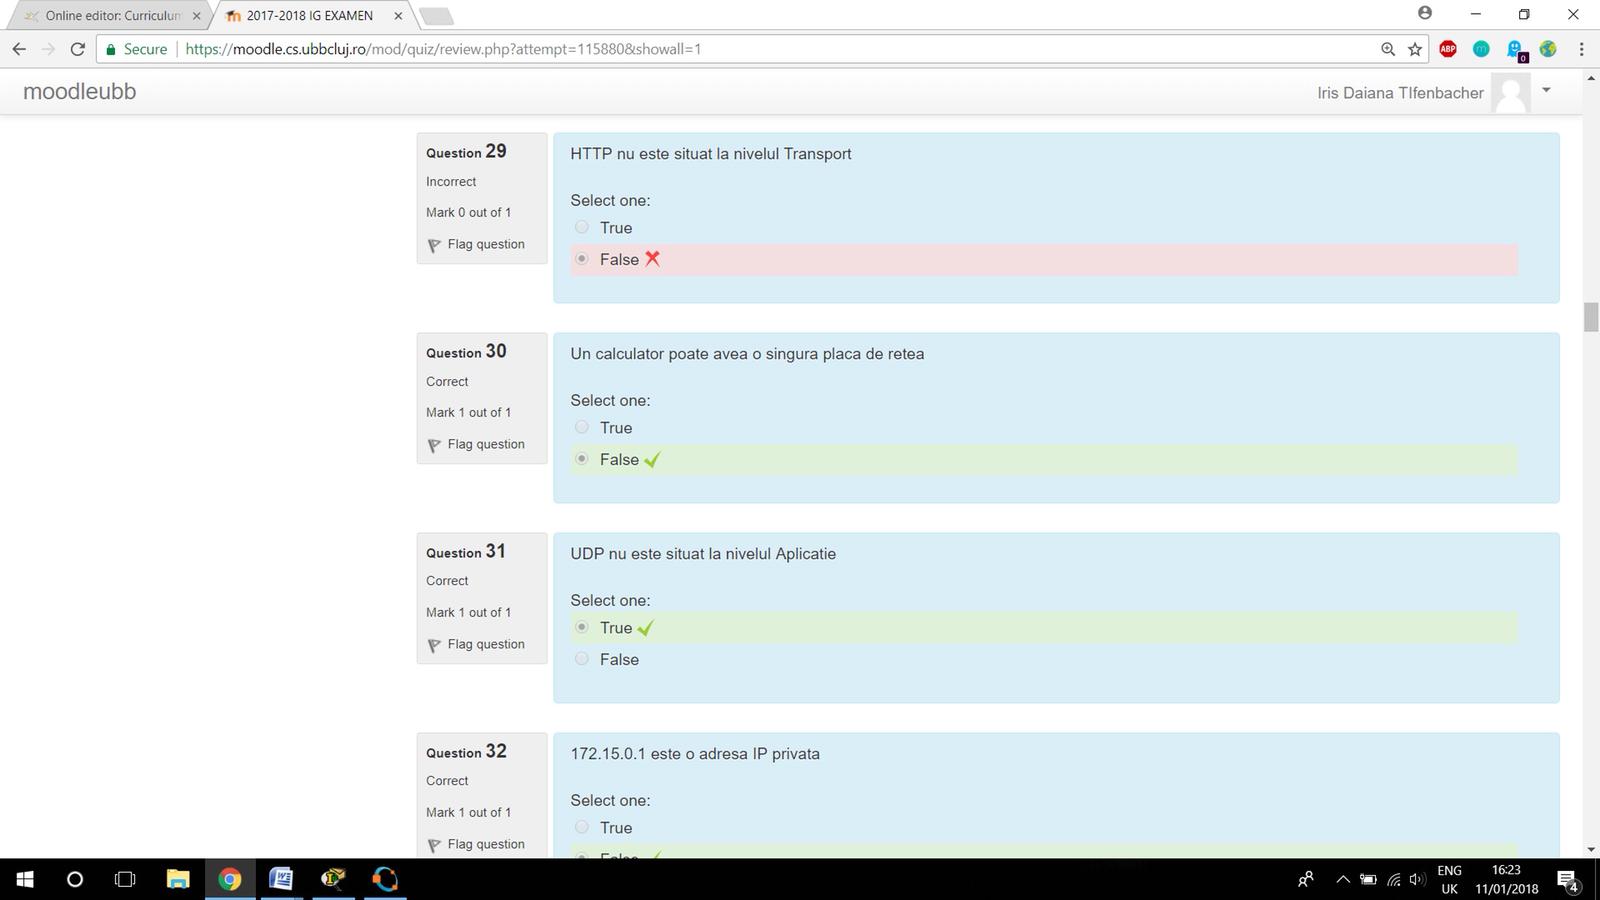 Online editor: Curriculum
2017-2018 IG EXAMEN
Secure https://moodle.cs.ubbcluj.ro/mod/quiz/review.php?attempt=115880&showall=1
ABP
m
0
moodleubb
Iris Daiana TIfenbacher
Question 29
Incorrect
Mark 0 out of 1
Flag question
HTTP nu este situat la nivelul Transport
Select one:
True
False
Question 30
Correct
Mark 1 out of 1
Flag question
Un calculator poate avea o singura placa de retea
Select one:
True
False
Question 31
Correct
Mark 1 out of 1
Flag question
UDP nu este situat la nivelul Aplicatie
Select one:
True
False
Question 32
Correct
Mark 1 out of 1
Flag question
172.15.0.1 este o adresa IP privata
Select one:
True
False
ENG
UK
16:23
11/01/2018
4